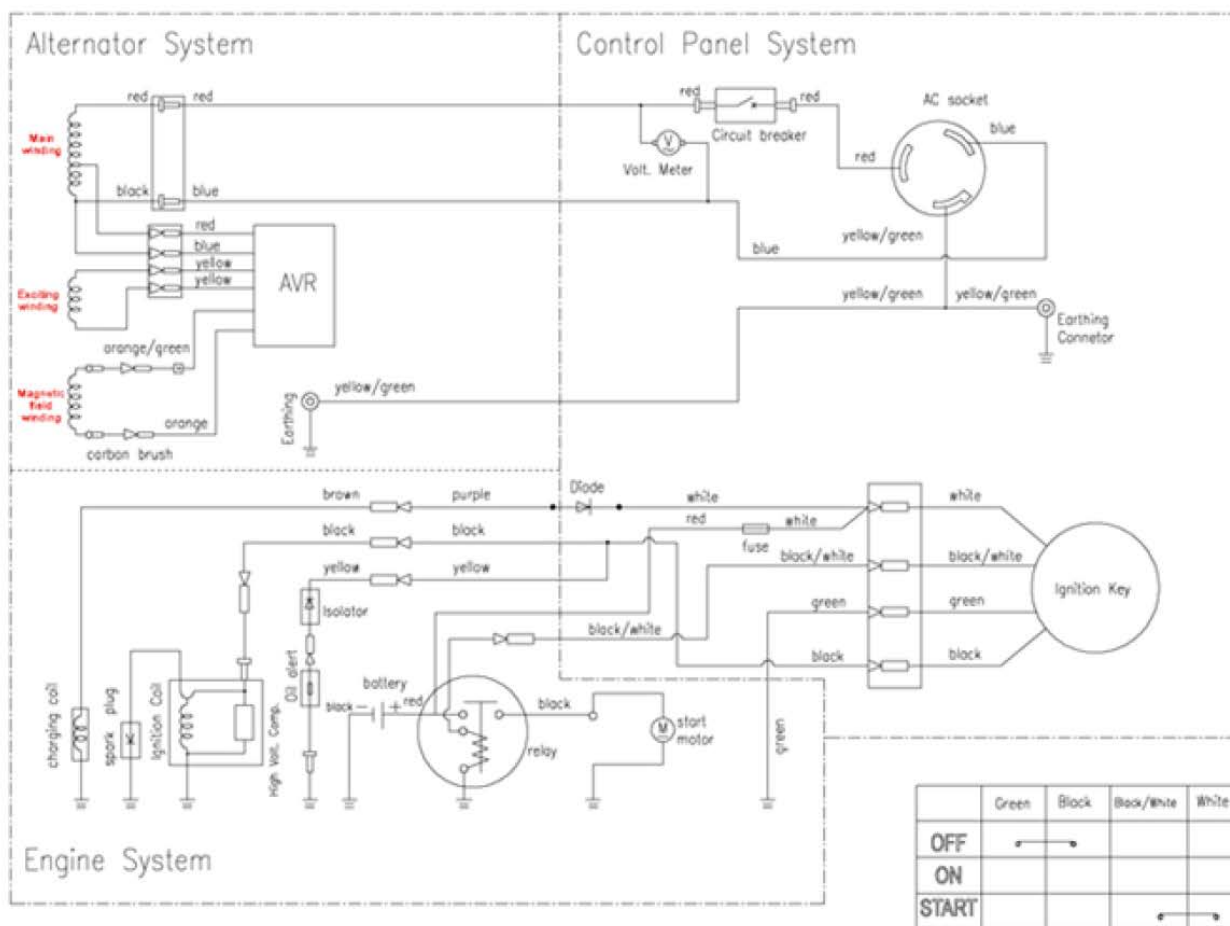 Alternator System
Control Panel System
red
red
red
red
AC socket
Main
winding
Circuit breaker
blue
V
Volt. Meter
red
black
blue
red
blue
yellow
yellow
AVR
yellow/green
blue
Exciting
winding
yellow/green
yellow/green
Earthing
Connetor
orange/green
Magnetic
field
winding
yellow/green
orange
Earthing
carbon brush
brown
purple
Diode
white
white
red
white
fuse
black
black
black/white
black/white
yellow
yellow
Ignition Key
Isolator
green
green
black/white
black
black
Oil alert
charging coil
spark plug
Ignition Coil
High Volt. Comp.
battery
black
-
+
red
black
M
start
motor
relay
green
Engine System
Green
Black
Black/White
White
OFF
ON
START